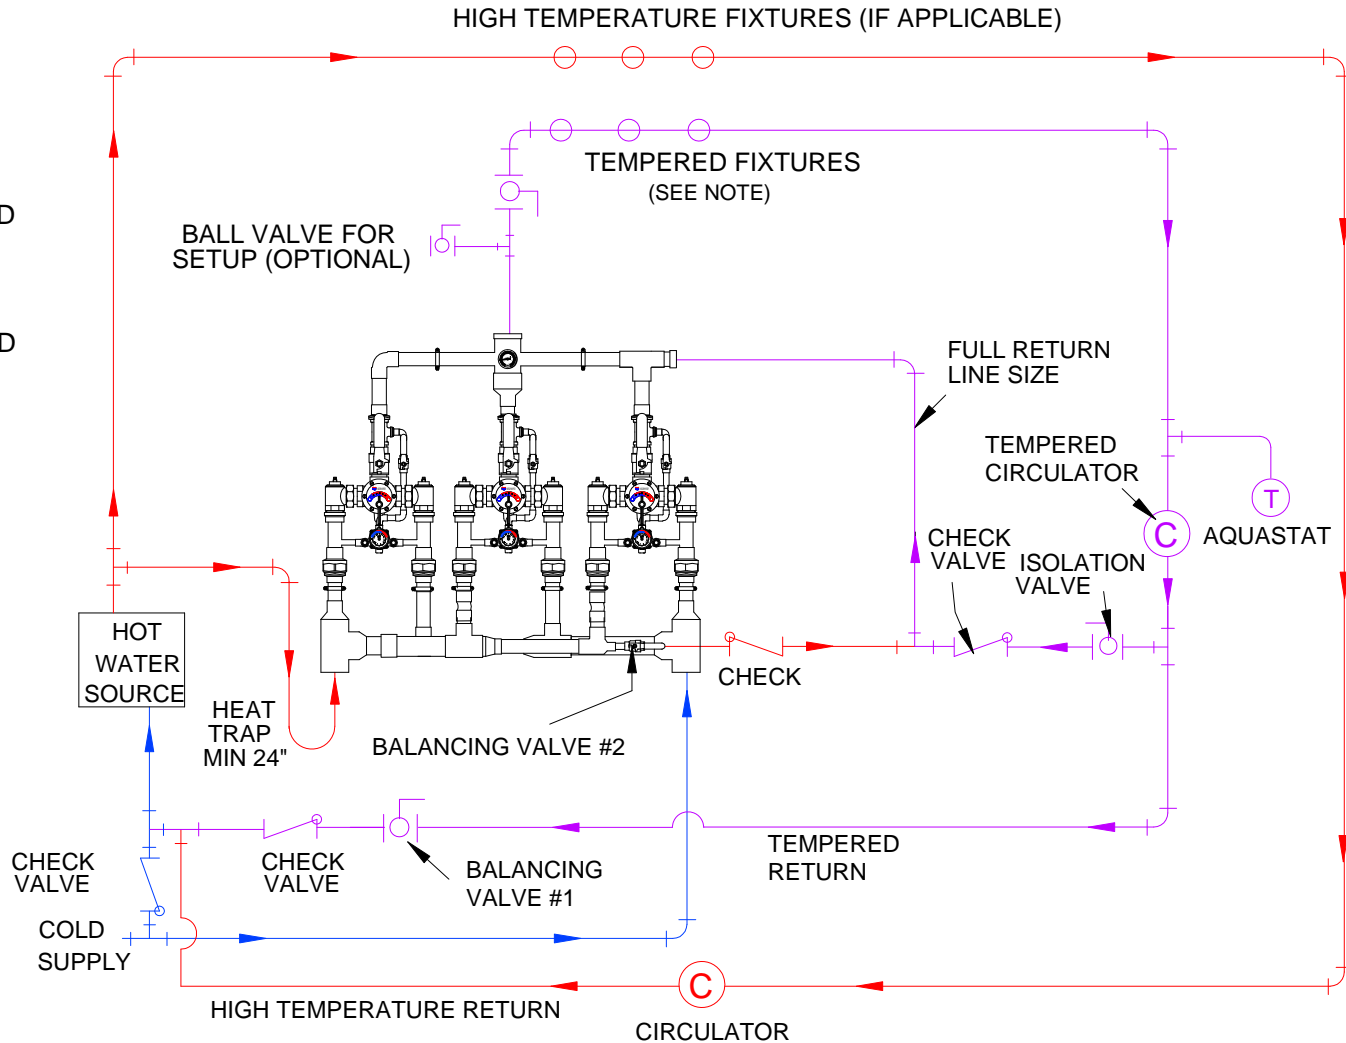 HIGH TEMPERATURE FIXTURES (IF APPLICABLE)
TEMPERED FIXTURES
(SEE NOTE)
D
BALL VALVE FOR
SETUP (OPTIONAL)
D
FULL RETURN
LINE SIZE
TEMPERED
CIRCULATOR
T
C
AQUASTAT
CHECK
VALVE
ISOLATION
VALVE
HOT
WATER
SOURCE
CHECK
HEAT
TRAP
MIN 24"
BALANCING VALVE #2
TEMPERED
RETURN
CHECK
VALVE
CHECK
VALVE
BALANCING
VALVE #1
COLD
SUPPLY
C
HIGH TEMPERATURE RETURN
CIRCULATOR